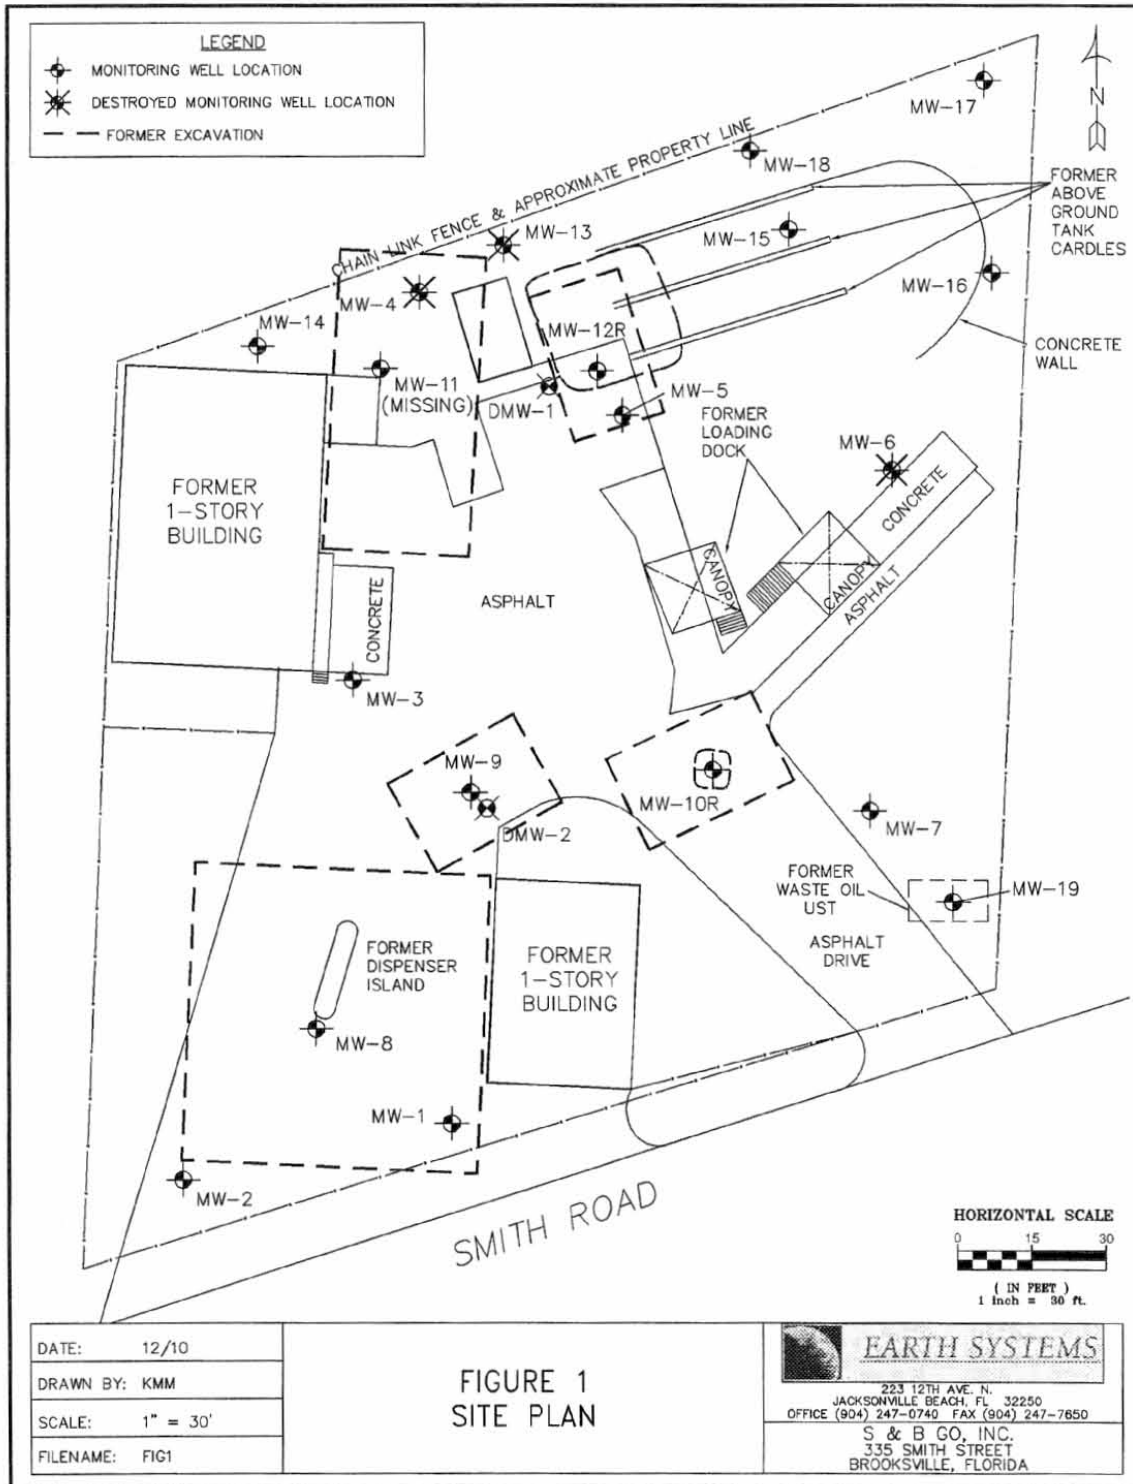 LEGEND
MONITORING WELL LOCATION
DESTROYED MONITORING WELL LOCATION
FORMER EXCAVATION
N
MW-17
CHAIN LINK FENCE & APPROXIMATE PROPERTY LINE
MW-18
FORMER
ABOVE
GROUND
TANK
CARDLES
MW-13
MW-15
MW-4
MW-16
MW-14
MW-12R
CONCRETE
WALL
MW-11
(MISSING)
DMW-1
MW-5
FORMER
LOADING
DOCK
MW-6
FORMER
1-STORY
BUILDING
CONCRETE
CANOPY
CANOPY
ASPHALT
ASPHALT
CONCRETE
MW-3
MW-9
MW-10R
DMW-2
MW-7
FORMER
WASTE OIL
UST
MW-19
FORMER
DISPENSER
ISLAND
FORMER
1-STORY
BUILDING
ASPHALT
DRIVE
MW-8
MW-1
MW-2
SMITH ROAD
HORIZONTAL SCALE
0 15 30
( IN FEET )
1 inch = 30 ft.
DATE: 12/10
DRAWN BY: KMM
SCALE: 1" = 30'
FILENAME: FIG1
FIGURE 1
SITE PLAN
EARTH SYSTEMS
223 12TH AVE. N.
JACKSONVILLE BEACH, FL 32250
OFFICE (904) 247-0740 FAX (904) 247-7650
S & B GO, INC.
335 SMITH STREET
BROOKSVILLE, FLORIDA